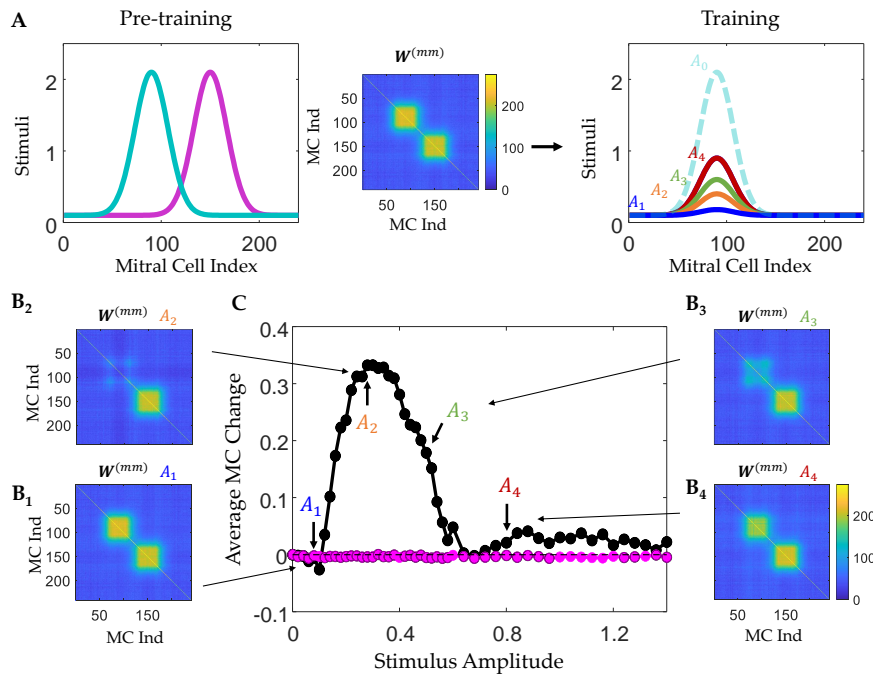 A
Pre-training
Training
2
1
0
Stimuli
0
100
200
Mitral Cell Index
W(mm)
50
100
150
200
MC Ind
50
150
MC Ind
200
100
0
2
1
0
Stimuli
A0
A4
A3
A2
A1
0
100
200
Mitral Cell Index
B2
W(mm) A2
50
100
150
200
MC Ind
B1
W(mm) A1
50
100
150
200
MC Ind
50
150
MC Ind
C
0.4
0.3
0.2
0.1
0
-0.1
Average MC Change
A1
A2
A3
A4
0
0.4
0.8
1.2
Stimulus Amplitude
B3
W(mm) A3
B4
W(mm) A4
50
150
MC Ind
200
100
0